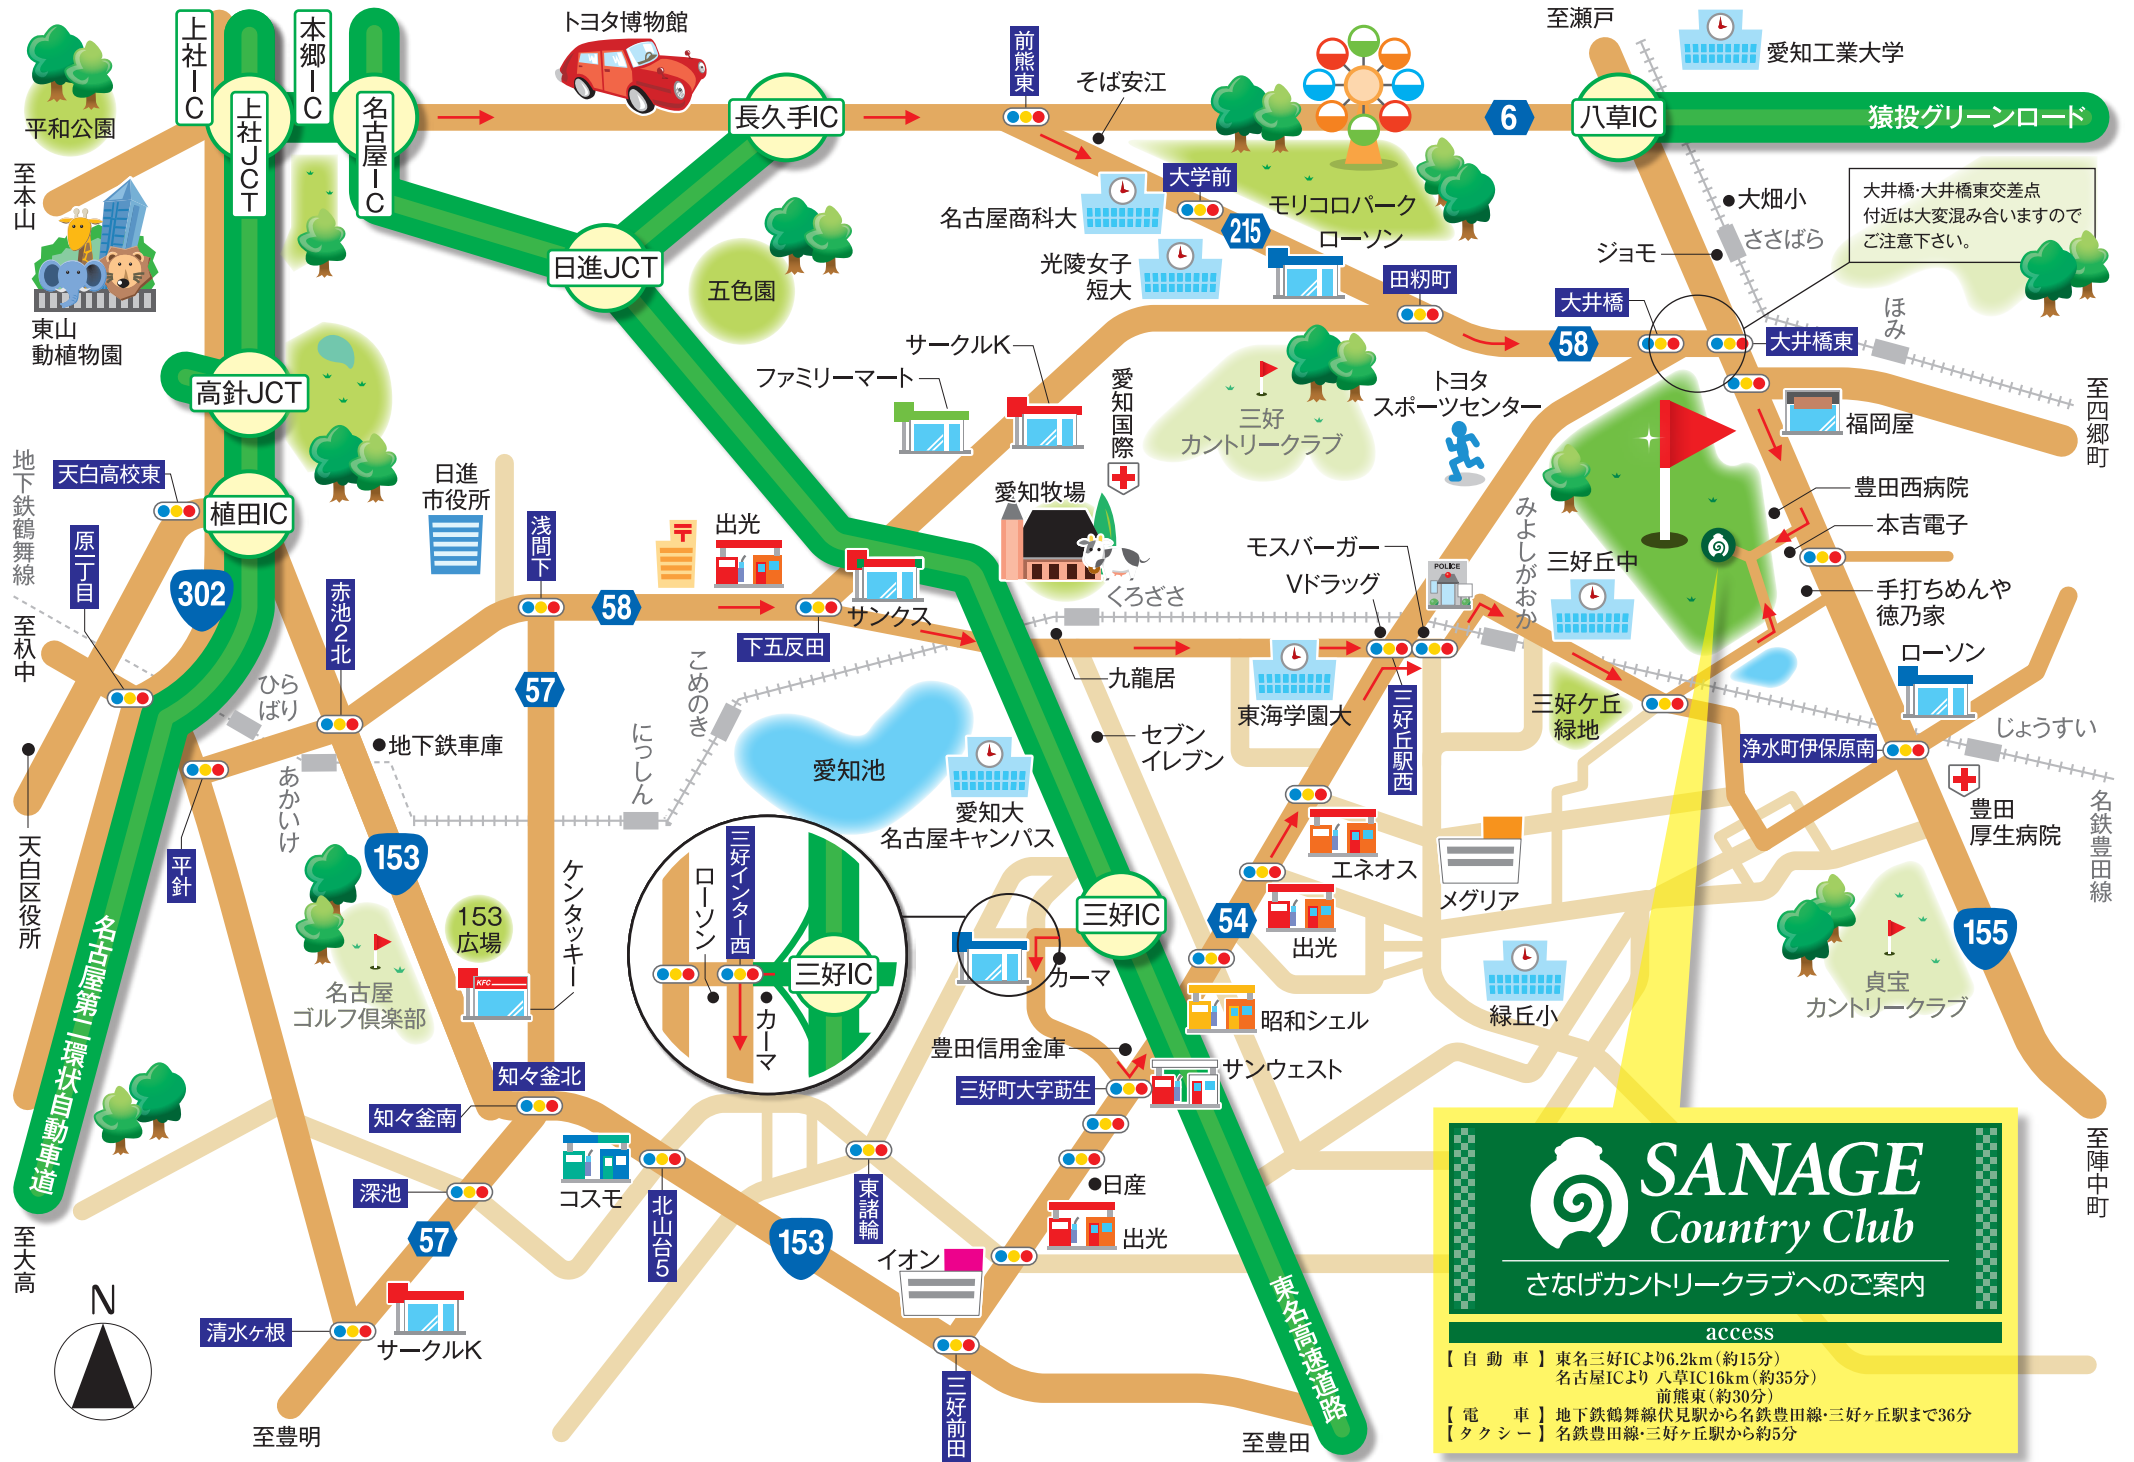 上社IC
本郷IC
トヨタ博物館
前熊東
至瀬戸
愛知工業大学
平和公園
上社JCT
名古屋IC
長久手IC
そば安江
6
八草IC
猿投グリーンロード
至本山
大学前
大井橋・大井橋東交差点
付近は大変混み合いますので
ご注意下さい。
名古屋商科大
モリコロパーク
大畑小
215
ローソン
ささばら
ジョモ
日進JCT
光陵女子
短大
田籾町
大井橋
五色園
ほみ
東山
動植物園
サークルK
58
大井橋東
ファミリーマート
愛知国際
トヨタ
スポーツセンター
高針JCT
三好
カントリークラブ
福岡屋
至四郷町
地下鉄鶴舞線
天白高校東
日進
市役所
愛知牧場
豊田西病院
植田IC
浅間下
出光
みよしがおか
本吉電子
原一丁目
モスバーガー
Vドラッグ
POLICE
三好丘中
302
赤池2北
58
サンクス
くろざさ
手打ちめんや
徳乃家
至杁中
下五反田
ローソン
57
こめのき
九龍居
ひらばり
東海学園大
三好丘駅西
三好ケ丘
緑地
じょうすい
地下鉄車庫
にっしん
セブン
イレブン
浄水町伊保原南
あかいけ
愛知池
名鉄豊田線
天白区役所
平針
153
愛知大
名古屋キャンパス
豊田
厚生病院
エネオス
メグリア
ケンタッキー
ローソン
三好インター西
三好IC
54
出光
153
広場
155
名古屋第二環状自動車道
KFC
三好IC
カーマ
カーマ
名古屋
ゴルフ倶楽部
緑丘小
貞宝
カントリークラブ
昭和シェル
豊田信用金庫
サンウェスト
知々釜北
三好町大字莇生
知々釜南
至陣中町
深池
コスモ
北山台5
東諸輪
日産
57
153
出光
イオン
至大高
N
東名高速道路
清水ヶ根
サークルK
三好前田
至豊明
至豊田
SANAGE
Country Club
さなげカントリークラブへのご案内
access
【自動車】東名三好ICより6.2km(約15分)
名古屋ICより 八草IC16km(約35分)
前熊東(約30分)
【電　車】地下鉄鶴舞線伏見駅から名鉄豊田線・三好ヶ丘駅まで36分
【タクシー】名鉄豊田線・三好ヶ丘駅から約5分